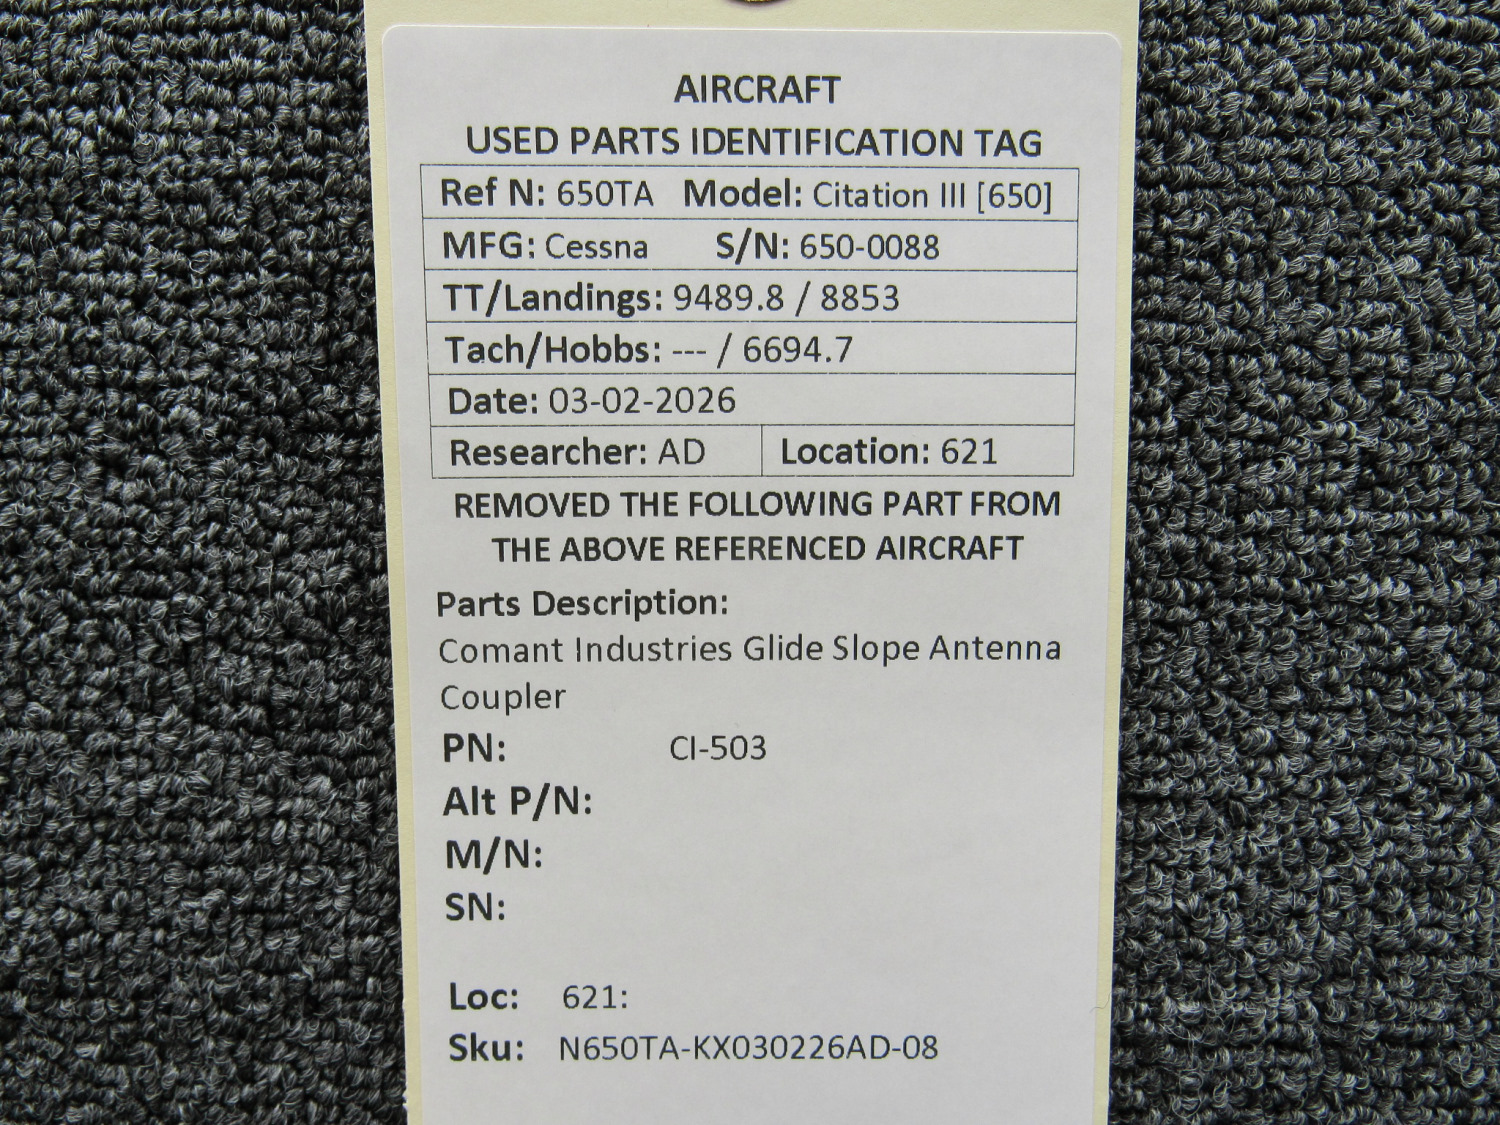 AIRCRAFT
USED PARTS IDENTIFICATION TAG
Ref N: 650TA Model: Citation III [650]
MFG: Cessna S/N: 650-0088
TT/Landings: 9489.8 / 8853
Tach/Hobbs: --- / 6694.7
Date: 03-02-2026
Researcher: AD Location: 621
REMOVED THE FOLLOWING PART FROM
THE ABOVE REFERENCED AIRCRAFT
Parts Description:
Comant Industries Glide Slope Antenna
Coupler
PN: CI-503
Alt P/N:
M/N:
SN:
Loc: 621:
Sku: N650TA-KX030226AD-08